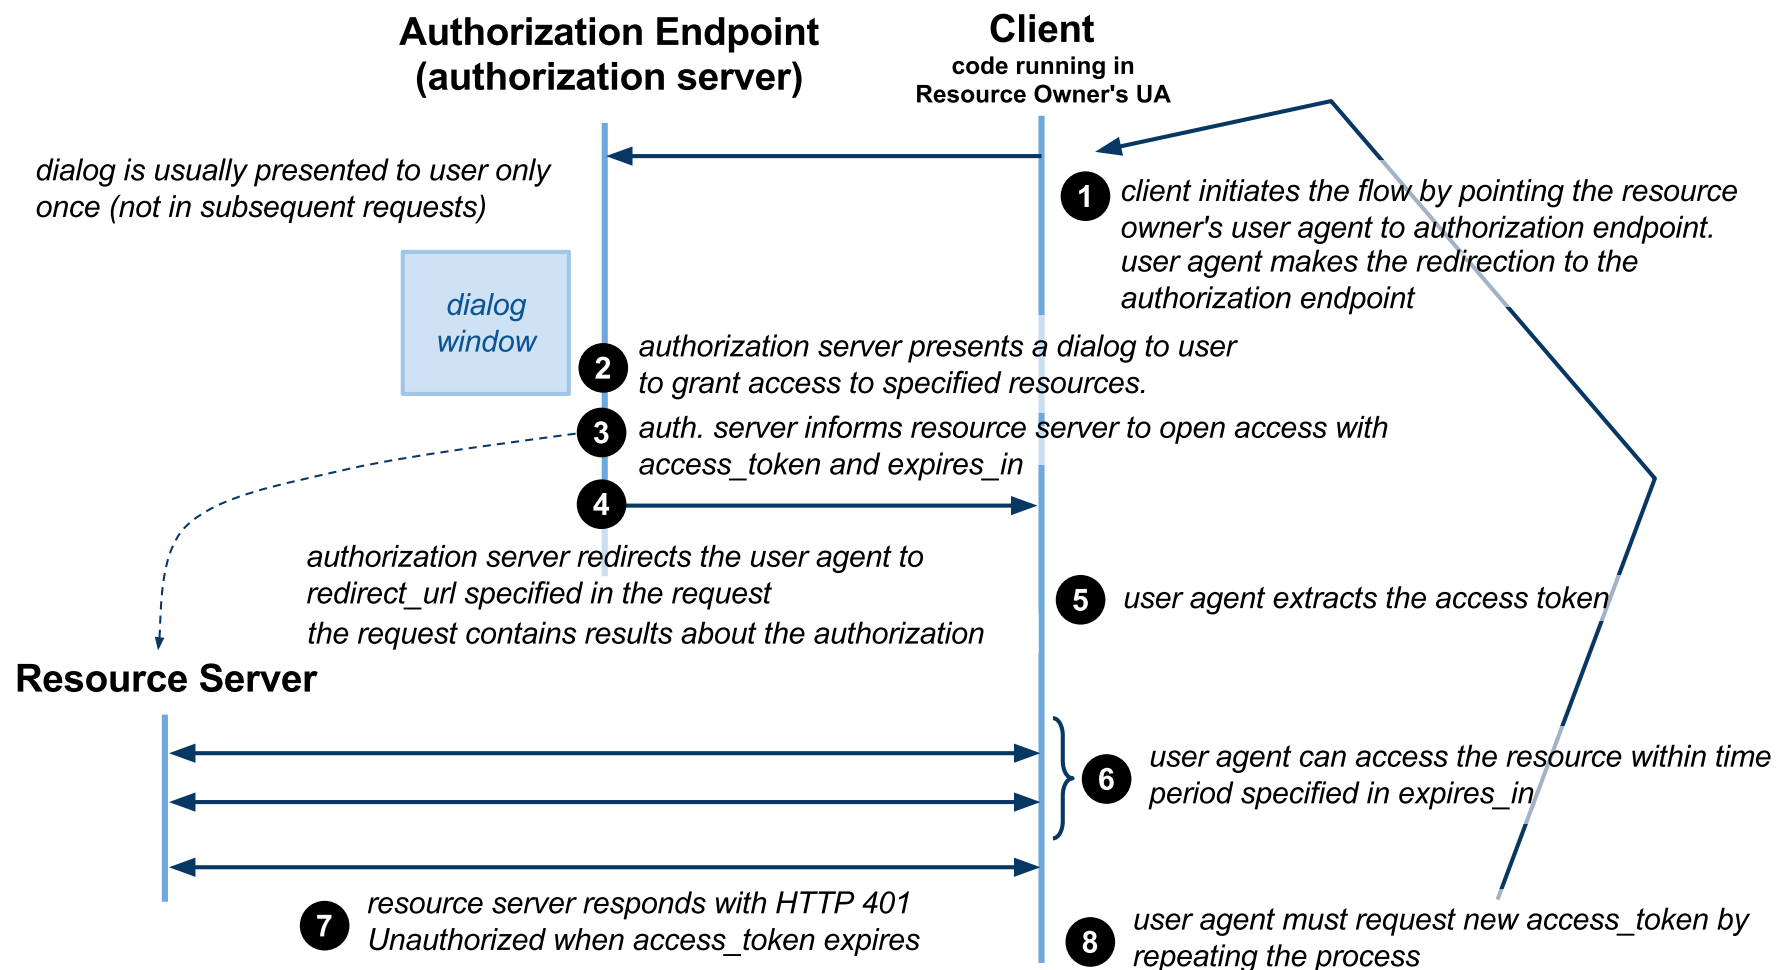 Authorization Endpoint
(authorization server)
Client
code running in
Resource Owner's UA
dialog is usually presented to user only
once (not in subsequent requests)
1
client initiates the flow by pointing the resource
owner's user agent to authorization endpoint.
user agent makes the redirection to the
authorization endpoint
dialog
window
2
authorization server presents a dialog to user
to grant access to specified resources.
3
auth. server informs resource server to open access with
access_token and expires_in
4
authorization server redirects the user agent to
redirect_url specified in the request
the request contains results about the authorization
5
user agent extracts the access token
Resource Server
6
user agent can access the resource within time
period specified in expires_in
7
resource server responds with HTTP 401
Unauthorized when access_token expires
8
user agent must request new access_token by
repeating the process